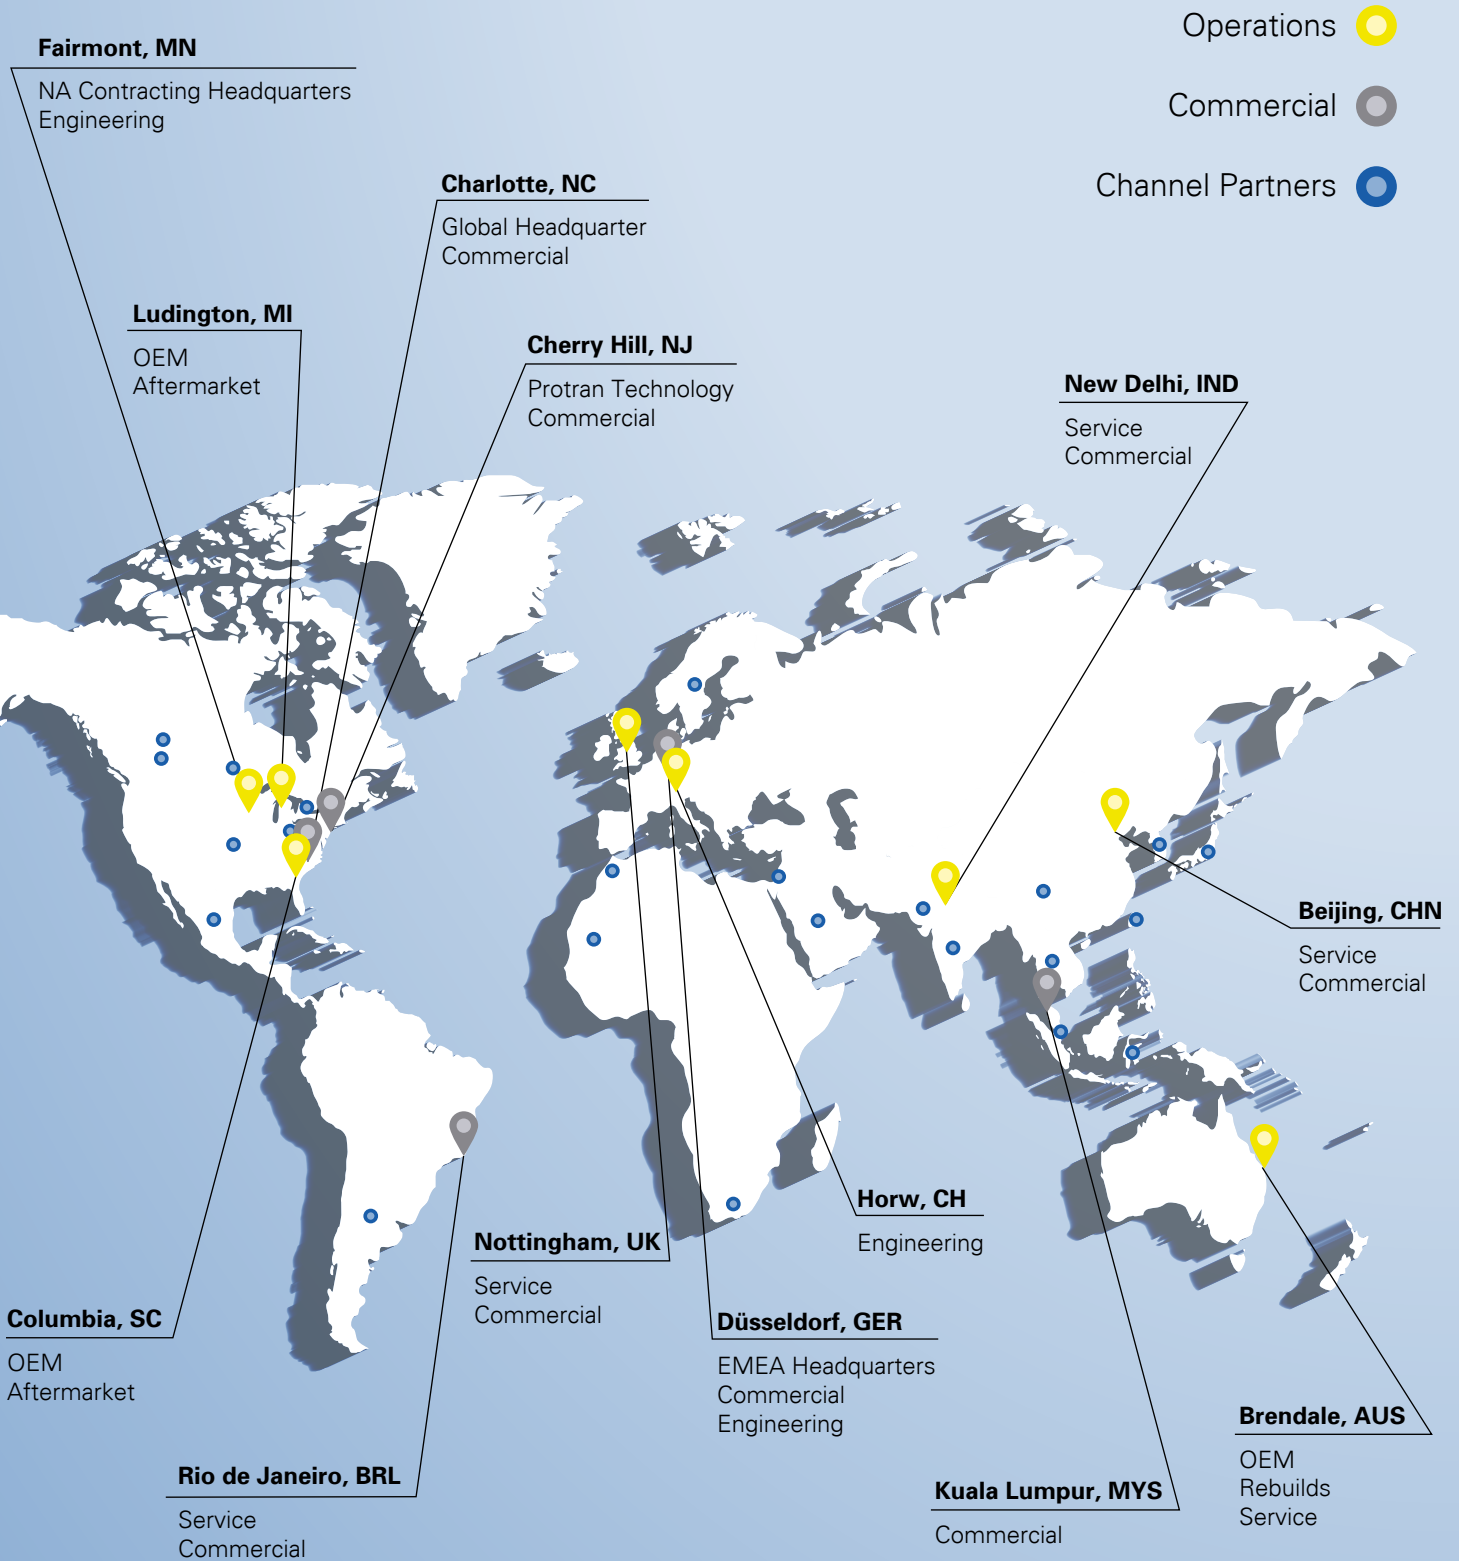 Operations
Commercial
Channel Partners
Fairmont, MN
NA Contracting Headquarters
Engineering
Charlotte, NC
Global Headquarter
Commercial
Ludington, MI
OEM
Aftermarket
Cherry Hill, NJ
Protran Technology
Commercial
New Delhi, IND
Service
Commercial
Beijing, CHN
Service
Commercial
Horw, CH
Engineering
Nottingham, UK
Service
Commercial
Columbia, SC
OEM
Aftermarket
Düsseldorf, GER
EMEA Headquarters
Commercial
Engineering
Brendale, AUS
OEM
Rebuilds
Service
Rio de Janeiro, BRL
Service
Commercial
Kuala Lumpur, MYS
Commercial